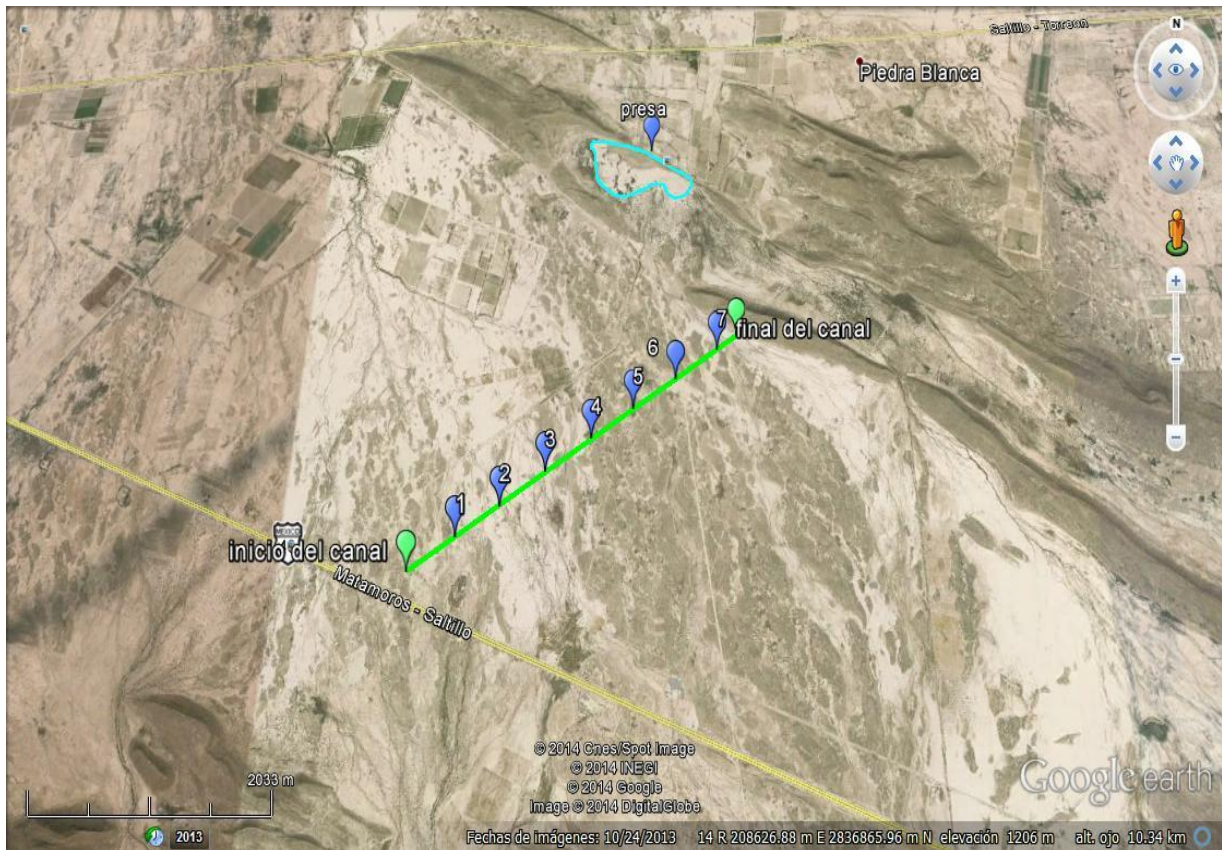 Saltillo - Torreon
N
Piedra Blanca
presa
7
final del canal
6
5
4
3
2
1
MEXICO
inicio del canal
Matamoros - Saltillo
© 2014 Cnes/Spot Image
© 2014 INEGI
© 2014 Google
Image © 2014 DigitalGlobe
Google earth
2033 m
2013
Fechas de imágenes: 10/24/2013 14 R 208626.88 m E 2836865.96 m N elevación 1206 m alt. ojo 10.34 km